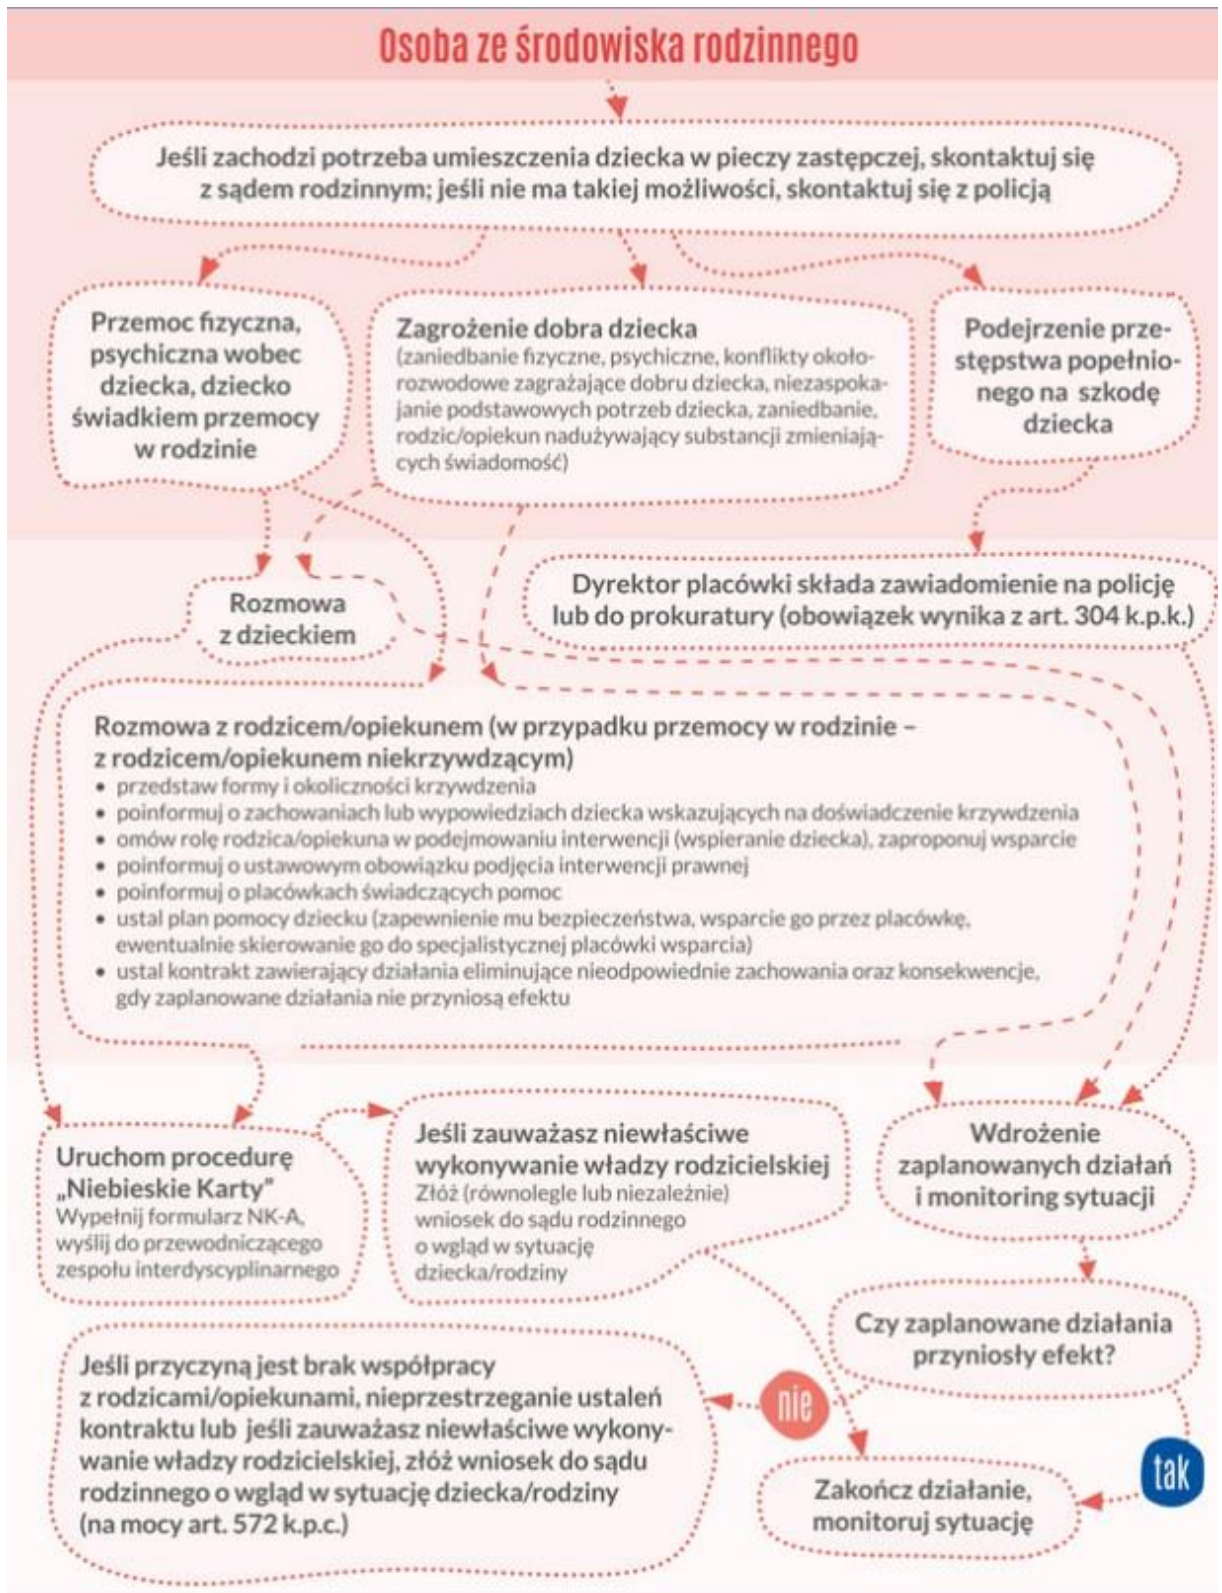 Osoba ze środowiska rodzinnego
Jeśli zachodzi potrzeba umieszczenia dziecka w pieczy zastępczej, skontaktuj się
z sądem rodzinnym; jeśli nie ma takiej możliwości, skontaktuj się z policją
Przemoc fizyczna,
psychiczna wobec
dziecka, dziecko
świadkiem przemocy
w rodzinie
Zagrożenie dobra dziecka
(zaniedbanie fizyczne, psychiczne, konflikty około-
rozwodowe zagrażające dobru dziecka, niezaspoka-
janie podstawowych potrzeb dziecka, zaniedbanie,
rodzic/opiekun nadużywający substancji zmieniają-
cych świadomość)
Podejrzenie prze-
stępstwa popełnio-
nego na szkodę
dziecka
Rozmowa
z dzieckiem
Dyrektor placówki składa zawiadomienie na policję
lub do prokuratury (obowiązek wynika z art. 304 k.p.k.)
Rozmowa z rodzicem/opiekunem (w przypadku przemocy w rodzinie –
z rodzicem/opiekunem niekrzywdzącym)
• przedstaw formy i okoliczności krzywdzenia
• poinformuj o zachowaniach lub wypowiedziach dziecka wskazujących na doświadczenie krzywdzenia
• omów rolę rodzica/opiekuna w podejmowaniu interwencji (wspieranie dziecka), zaproponuj wsparcie
• poinformuj o ustawowym obowiązku podjęcia interwencji prawnej
• poinformuj o placówkach świadczących pomoc
• ustal plan pomocy dziecku (zapewnienie mu bezpieczeństwa, wsparcie go przez placówkę,
ewentualnie skierowanie go do specjalistycznej placówki wsparcia)
• ustal kontrakt zawierający działania eliminujące nieodpowiednie zachowania oraz konsekwencje,
gdy zaplanowane działania nie przyniosą efektu
Uruchom procedurę
„Niebieskie Karty”
Wypełnij formularz NK-A,
wyślij do przewodniczącego
zespołu interdyscyplinarnego
Jeśli zauważasz niewłaściwe
wykonywanie władzy rodzicielskiej
Złóż (równolegle lub niezależnie)
wniosek do sądu rodzinnego
o wgląd w sytuację
dziecka/rodziny
Wdrożenie
zaplanowanych działań
i monitoring sytuacji
Czy zaplanowane działania
przyniosły efekt?
Jeśli przyczyną jest brak współpracy
z rodzicami/opiekunami, nieprzestrzeganie ustaleń
kontraktu lub jeśli zauważasz niewłaściwe wykony-
wanie władzy rodzicielskiej, złóż wniosek do sądu
rodzinnego o wgląd w sytuację dziecka/rodziny
(na mocy art. 572 k.p.c.)
nie
tak
Zakończ działanie,
monitoruj sytuację